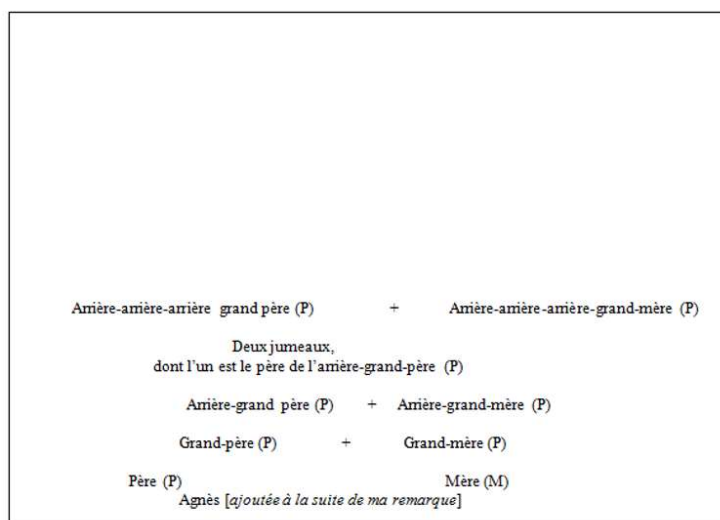 Arrière-arrière-arrière grand père (P) + Arrière-arrière-arrière-grand-mère (P)
Deux jumeaux,
dont l'un est le père de l'arrière-grand-père (P)
Arrière-grand père (P) + Arrière-grand-mère (P)
Grand-père (P) + Grand-mère (P)
Père (P) Mère (M)
Agnès [ajoutée à la suite de ma remarque]